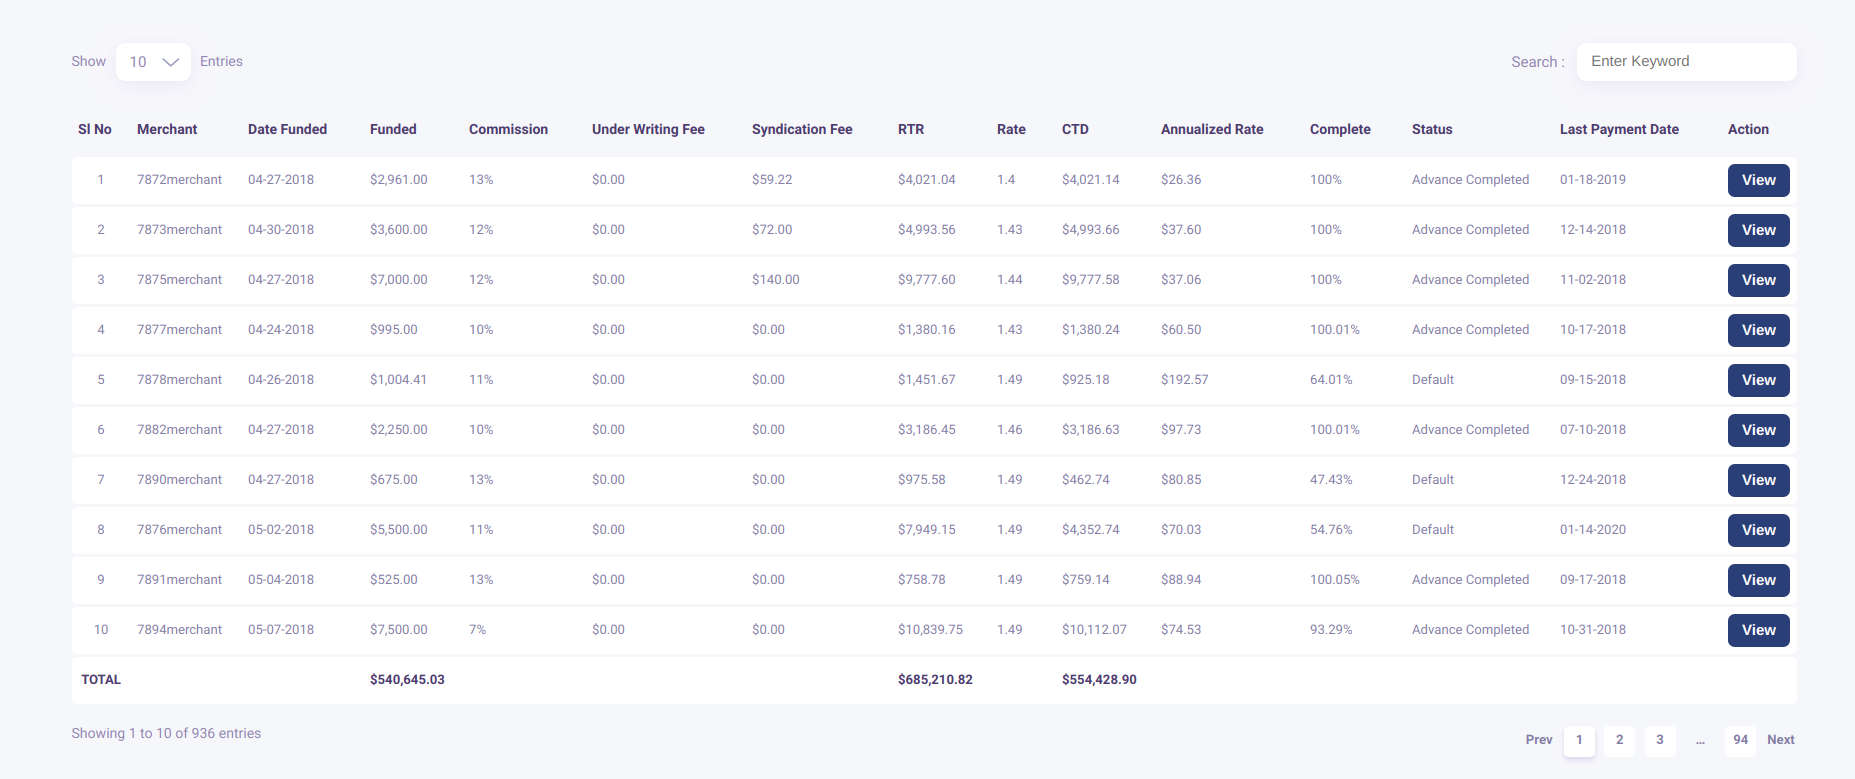 Show 10 Entries Search : Enter Keyword
Sl No Merchant Date Funded Funded Commission Under Writing Fee Syndication Fee RTR Rate CTD Annualized Rate Complete Status Last Payment Date Action
1 7872merchant 04-27-2018 $2,961.00 13% $0.00 $59.22 $4,021.04 1.4 $4,021.14 $26.36 100% Advance Completed 01-18-2019 View
2 7873merchant 04-30-2018 $3,600.00 12% $0.00 $72.00 $4,993.56 1.43 $4,993.66 $37.60 100% Advance Completed 12-14-2018 View
3 7875merchant 04-27-2018 $7,000.00 12% $0.00 $140.00 $9,777.60 1.44 $9,777.58 $37.06 100% Advance Completed 11-02-2018 View
4 7877merchant 04-24-2018 $995.00 10% $0.00 $0.00 $1,380.16 1.43 $1,380.24 $60.50 100.01% Advance Completed 10-17-2018 View
5 7878merchant 04-26-2018 $1,004.41 11% $0.00 $0.00 $1,451.67 1.49 $925.18 $192.57 64.01% Default 09-15-2018 View
6 7882merchant 04-27-2018 $2,250.00 10% $0.00 $0.00 $3,186.45 1.46 $3,186.63 $97.73 100.01% Advance Completed 07-10-2018 View
7 7890merchant 04-27-2018 $675.00 13% $0.00 $0.00 $975.58 1.49 $462.74 $80.85 47.43% Default 12-24-2018 View
8 7876merchant 05-02-2018 $5,500.00 11% $0.00 $0.00 $7,949.15 1.49 $4,352.74 $70.03 54.76% Default 01-14-2020 View
9 7891merchant 05-04-2018 $525.00 13% $0.00 $0.00 $758.78 1.49 $759.14 $88.94 100.05% Advance Completed 09-17-2018 View
10 7894merchant 05-07-2018 $7,500.00 7% $0.00 $0.00 $10,839.75 1.49 $10,112.07 $74.53 93.29% Advance Completed 10-31-2018 View
TOTAL $540,645.03 $685,210.82 $554,428.90
Showing 1 to 10 of 936 entries
Prev 1 2 3 ... 94 Next